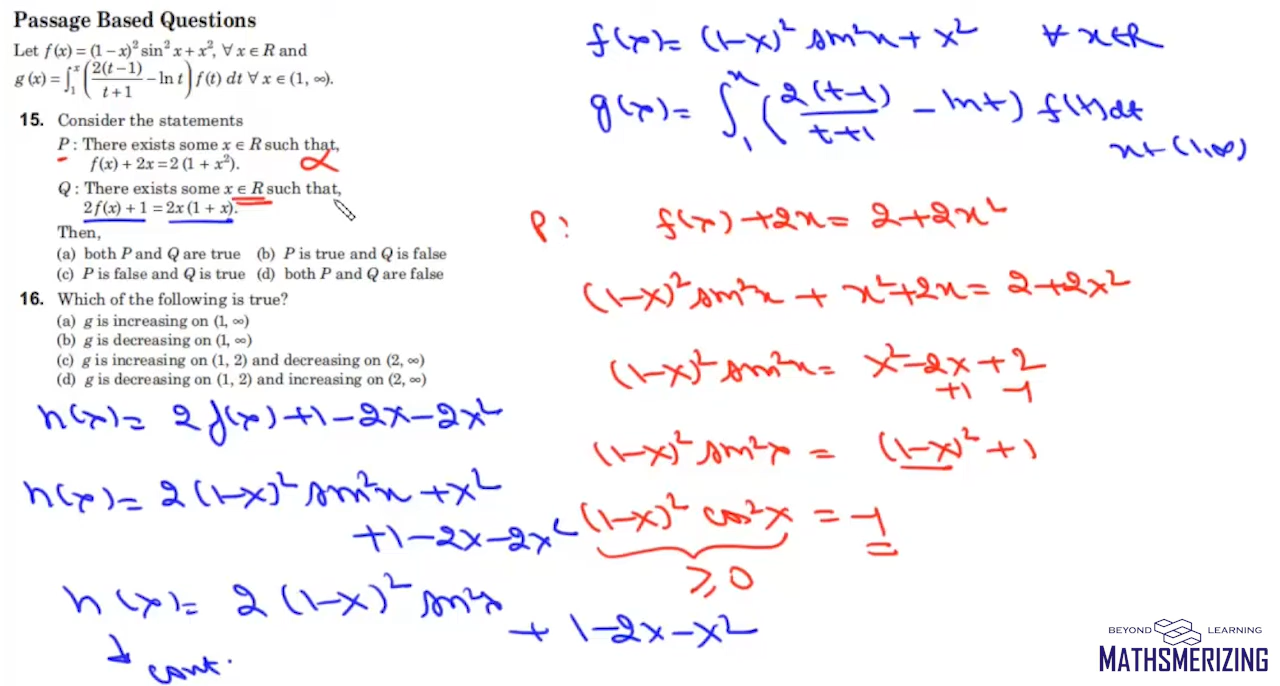 Passage Based Questions
Let f(x) = (1 − x)² sin² x + x², ∀ x ∈ R and
g(x) = ∫₁ˣ (2(t − 1)/(t + 1) − ln t) f(t) dt ∀ x ∈ (1, ∞).
15. Consider the statements
P : There exists some x ∈ R such that,
f(x) + 2x = 2 (1 + x²).
Q : There exists some x ∈ R such that,
2f(x) + 1 = 2x (1 + x).
Then,
(a) both P and Q are true (b) P is true and Q is false
(c) P is false and Q is true (d) both P and Q are false
16. Which of the following is true?
(a) g is increasing on (1, ∞)
(b) g is decreasing on (1, ∞)
(c) g is increasing on (1, 2) and decreasing on (2, ∞)
(d) g is decreasing on (1, 2) and increasing on (2, ∞)
h(x) = 2 f(x) + 1 − 2x − 2x²
h(x) = 2 (1−x)² sin²x + x²
+ 1 − 2x − 2x²
h(x) = 2 (1−x)² sin²x
+ 1 − 2x − x²
cont.
f(x) = (1−x)² sin²x + x² ∀ x ∈ R
g(x) = ∫₁ˣ (2(t−1)/(t+1) − ln t) f(t) dt
x ∈ (1, ∞)
P: f(x) + 2x = 2 + 2x²
(1−x)² sin²x + x² + 2x = 2 + 2x²
(1−x)² sin²x = x² − 2x + 2
+1 −1
(1−x)² sin²x = (1−x)² + 1
(1−x)² cos²x = −1
≥ 0
BEYOND LEARNING
MATHSMERIZING